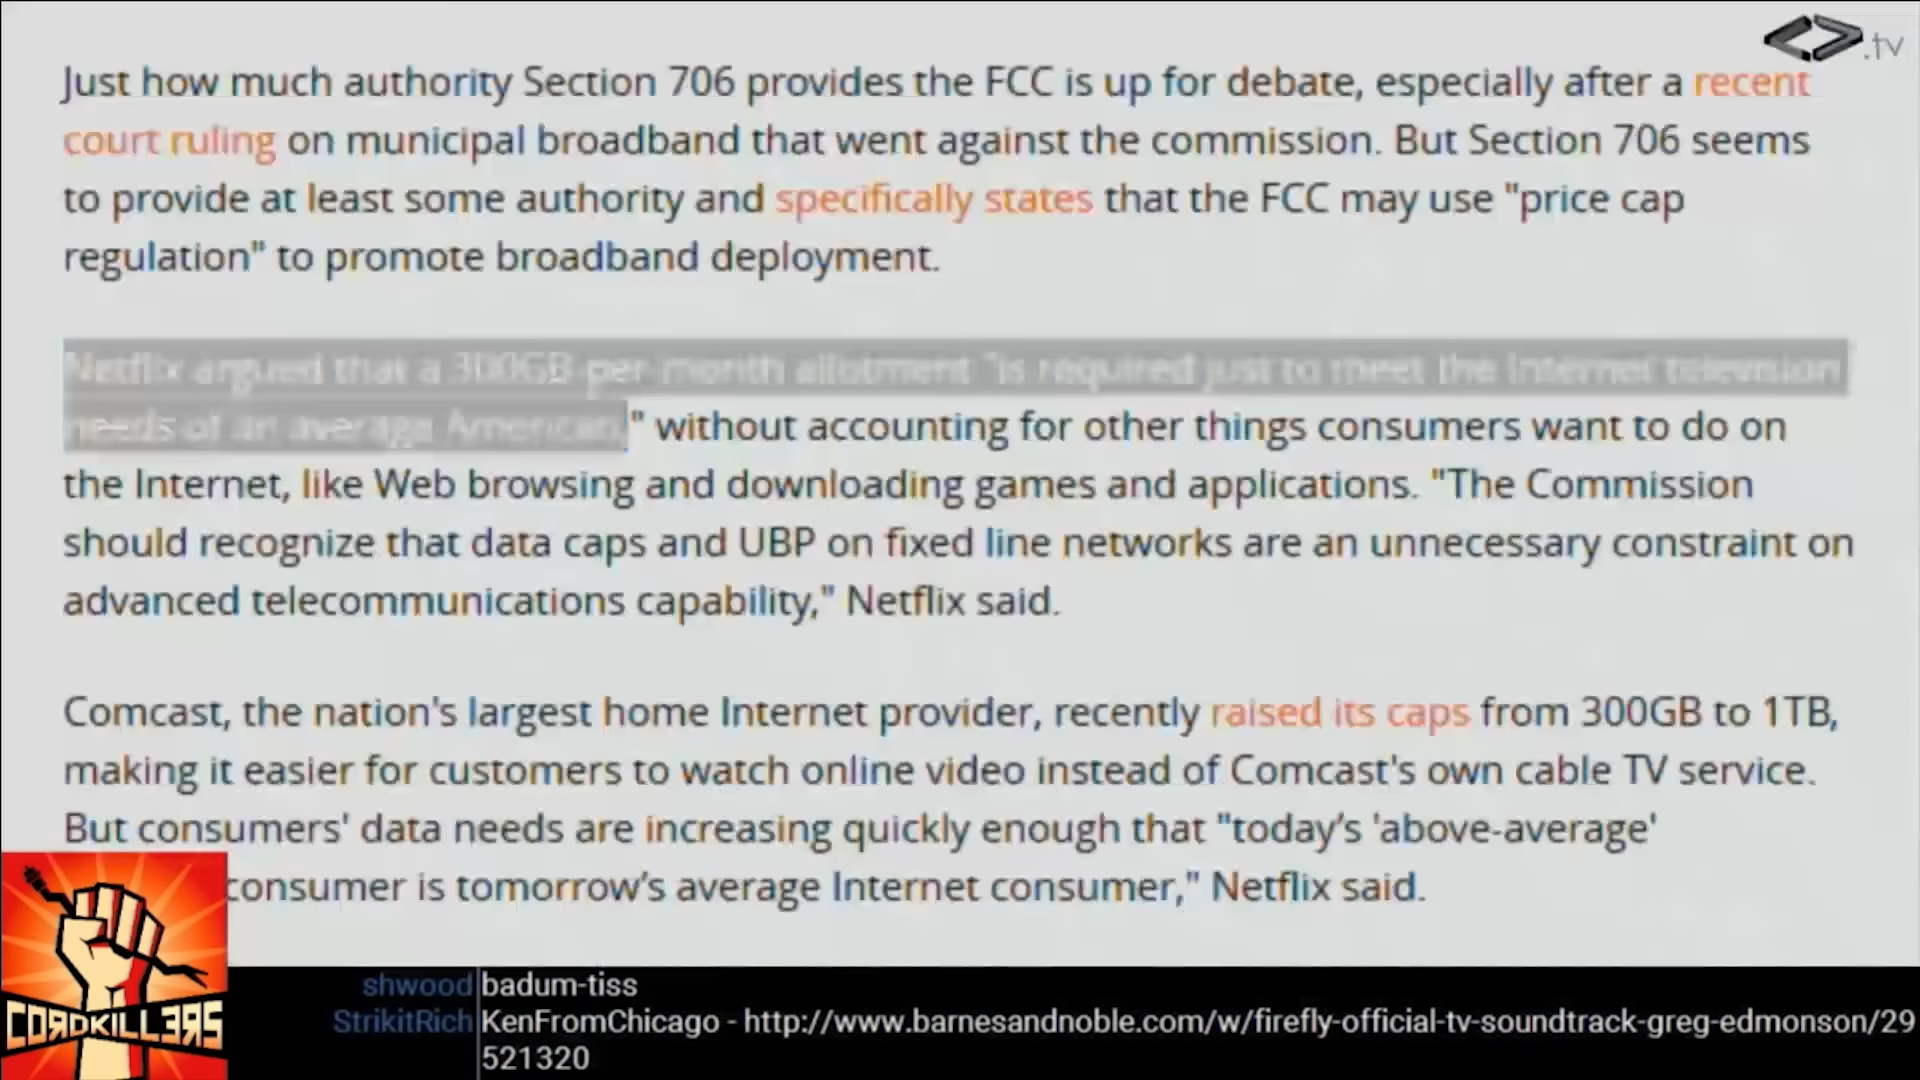 <>.tv
Just how much authority Section 706 provides the FCC is up for debate, especially after a recent
court ruling on municipal broadband that went against the commission. But Section 706 seems
to provide at least some authority and specifically states that the FCC may use "price cap
regulation" to promote broadband deployment.
Netflix argued that a 300GB-per-month allotment "is required just to meet the Internet television
needs of an average American," without accounting for other things consumers want to do on
the Internet, like Web browsing and downloading games and applications. "The Commission
should recognize that data caps and UBP on fixed line networks are an unnecessary constraint on
advanced telecommunications capability," Netflix said.
Comcast, the nation's largest home Internet provider, recently raised its caps from 300GB to 1TB,
making it easier for customers to watch online video instead of Comcast's own cable TV service.
But consumers' data needs are increasing quickly enough that "today's 'above-average'
consumer is tomorrow's average Internet consumer," Netflix said.
CORDKILL3RS
shwood badum-tiss
StrikitRich KenFromChicago - http://www.barnesandnoble.com/w/firefly-official-tv-soundtrack-greg-edmonson/29
521320